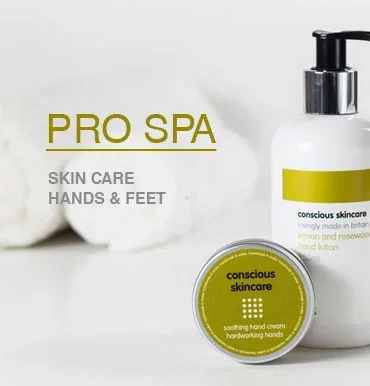 PRO SPA
SKIN CARE
HANDS & FEET
conscious skincare
lovingly made in britain
lemon and rosewood
hand lotion
conscious
skincare
soothing hand cream
hardworking hands